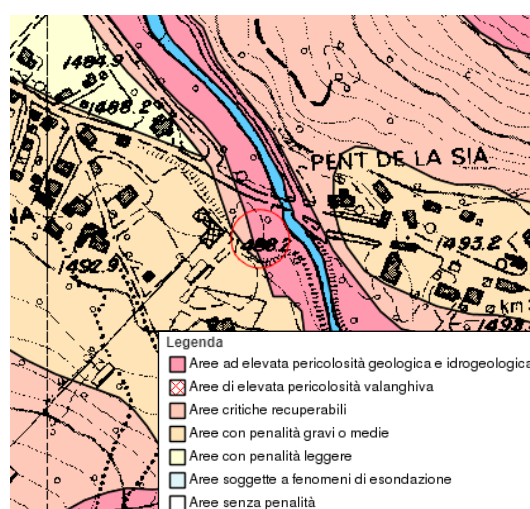 1484.9
1488.2
PENT DE LA SIA
NA
1488.2
1493.2
1492.9
km
1493.
Legenda
Aree ad elevata pericolosità geologica e idrogeologica
Aree di elevata pericolosità valanghiva
Aree critiche recuperabili
Aree con penalità gravi o medie
Aree con penalità leggere
Aree soggette a fenomeni di esondazione
Aree senza penalità